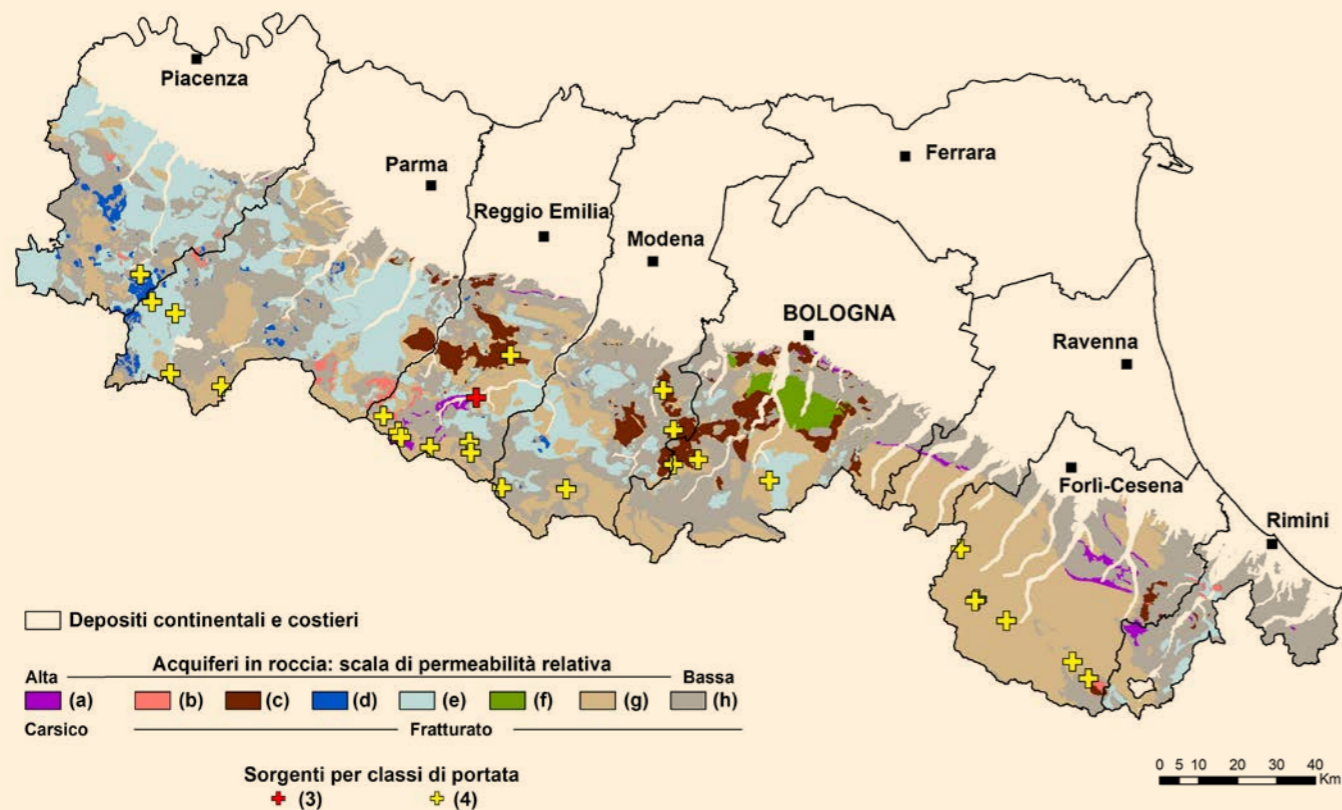 Piacenza
Parma
Reggio Emilia
Modena
Ferrara
BOLOGNA
Ravenna
Forlì-Cesena
Rimini
Depositi continentali e costieri
Acquiferi in roccia: scala di permeabilità relativa
Alta Bassa
(a) (b) (c) (d) (e) (f) (g) (h)
Carsico Fratturato
Sorgenti per classi di portata
(3) (4)
0 5 10 20 30 40
Km